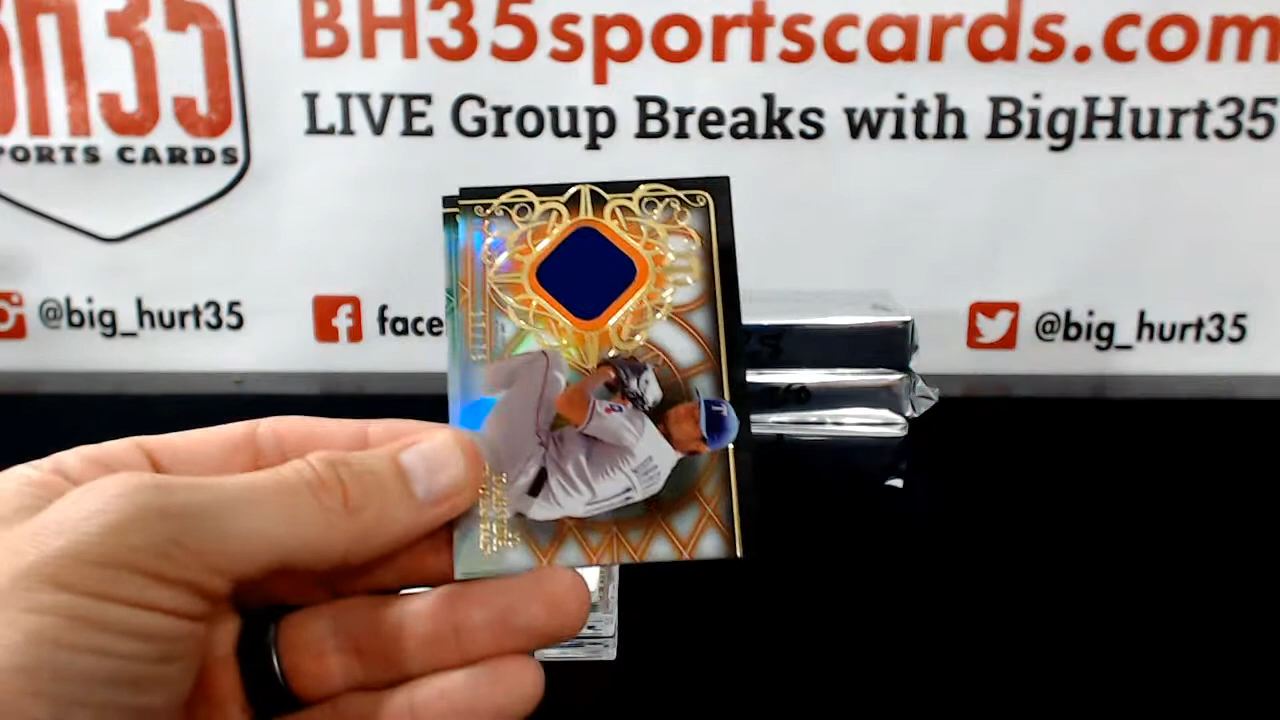 BH35
SPORTS CARDS
BH35sportscards.com
LIVE Group Breaks with BigHurt35
@big_hurt35
face
@big_hurt35
T